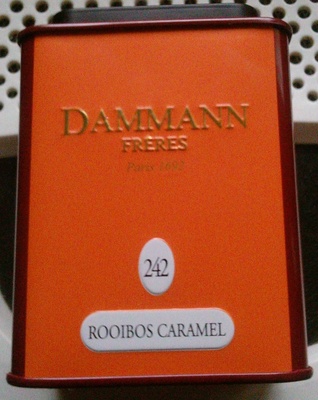 DAMMANN
FRÈRES
Paris 1692
242
ROOIBOS CARAMEL